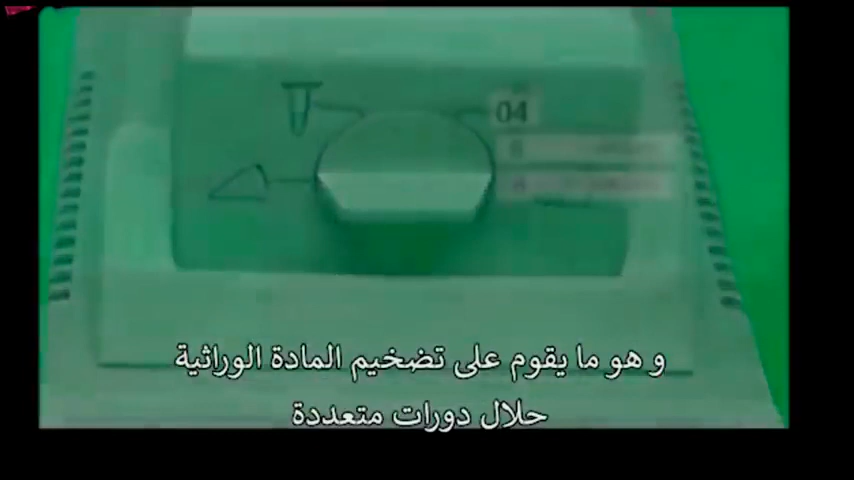 04
و هو ما يقوم على تضخيم المادة الوراثية
حلال دورات متعددة